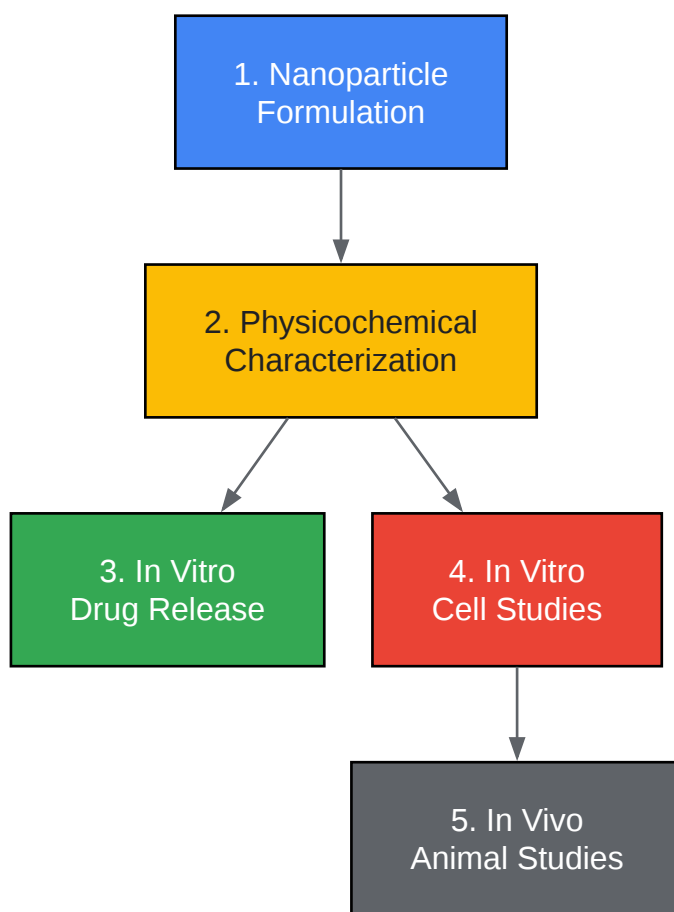 1. Nanoparticle
Formulation
2. Physicochemical
Characterization
3. In Vitro
Drug Release
4. In Vitro
Cell Studies
5. In Vivo
Animal Studies